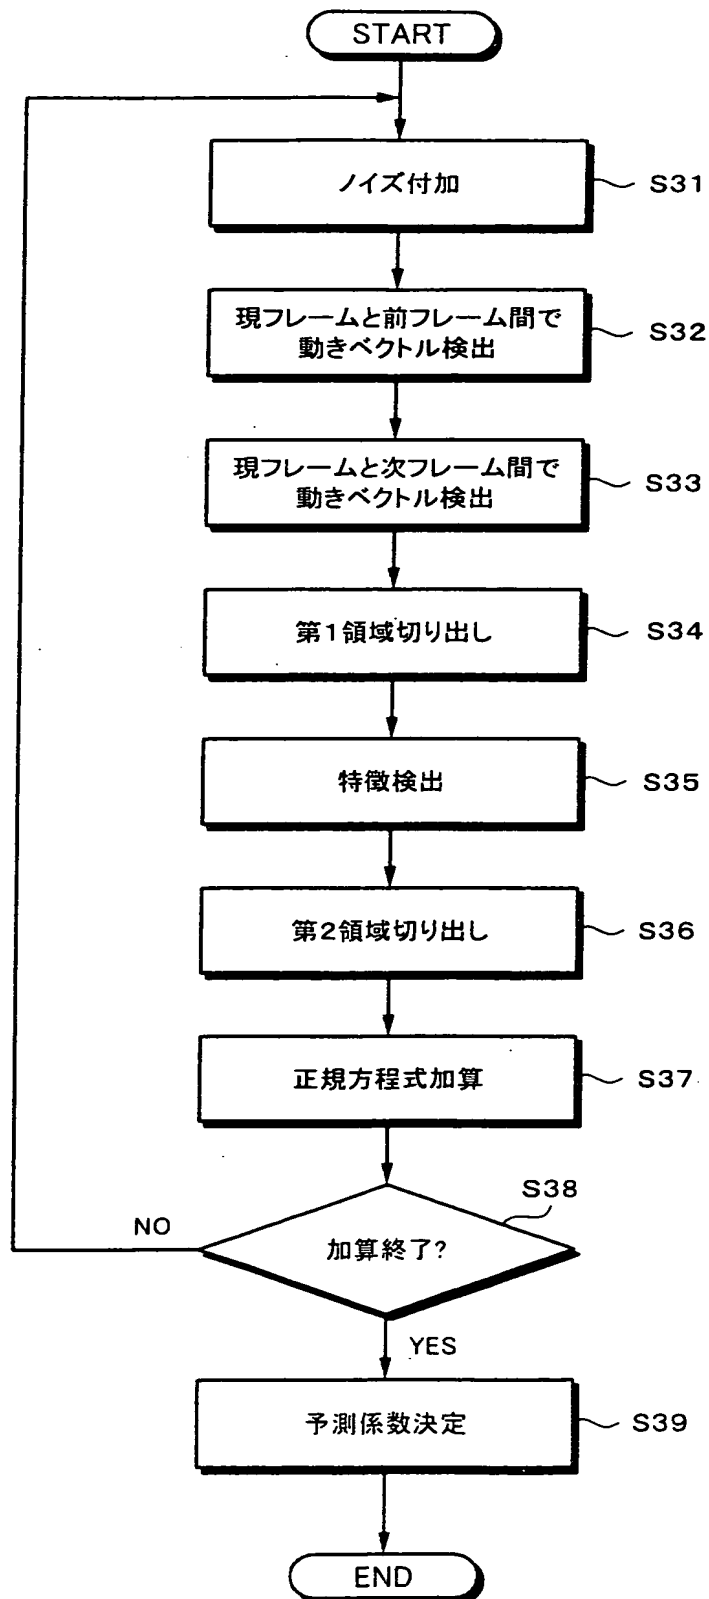 START
ノイズ付加
S31
現フレームと前フレーム間で
動きベクトル検出
S32
現フレームと次フレーム間で
動きベクトル検出
S33
第1領域切り出し
S34
特徴検出
S35
第2領域切り出し
S36
正規方程式加算
S37
S38
NO
加算終了?
YES
予測係数決定
S39
END